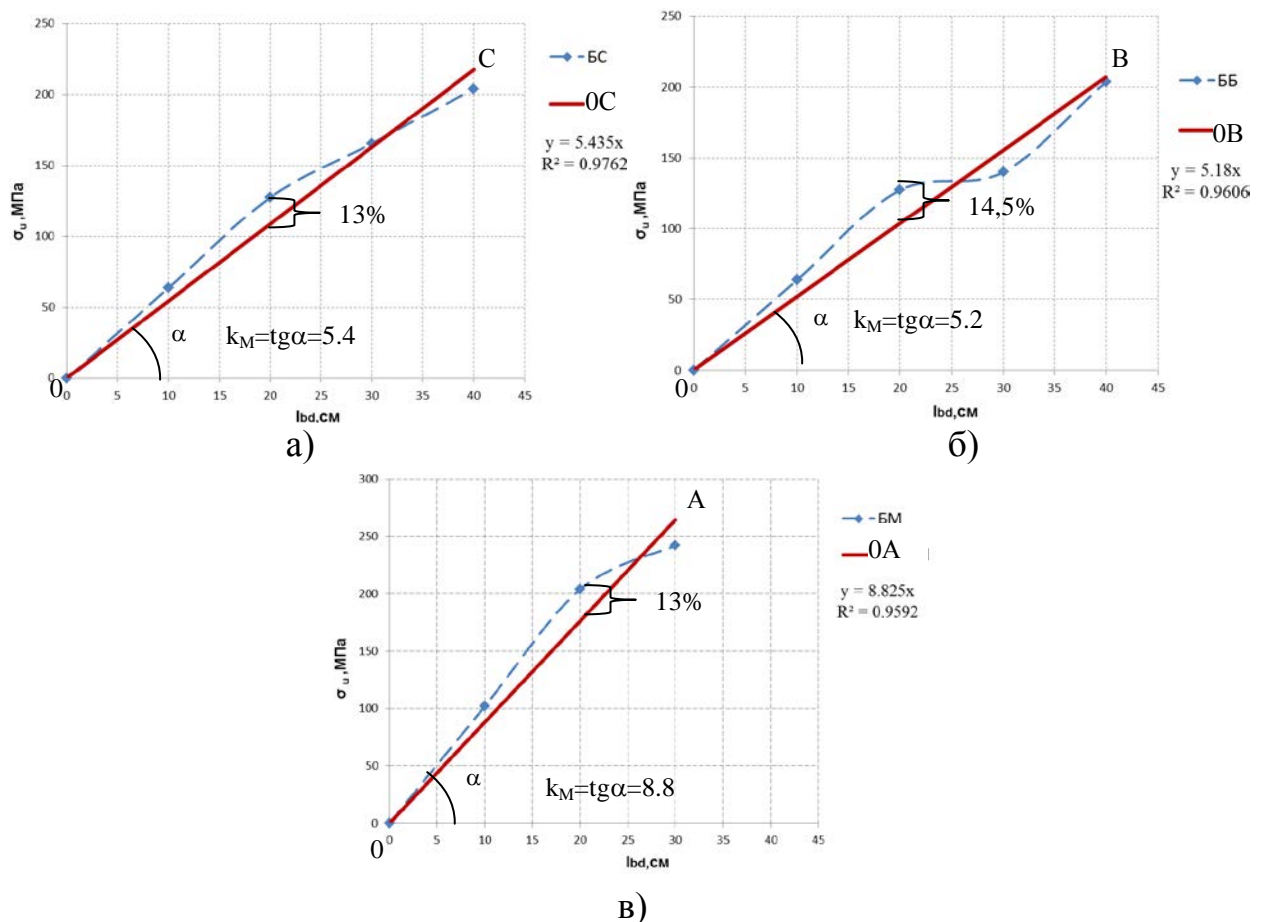 250
200
150
100
50
0
0
0 5 10 15 20 25 30 35 40 45
σu ,МПа
lbd,см
C
13%
α
kM=tgα=5.4
БС
0C
y = 5.435x
R² = 0.9762
а)
250
200
150
100
50
0
0
0 5 10 15 20 25 30 35 40 45
σu ,МПа
lbd,см
B
14,5%
α
kM=tgα=5.2
ББ
0B
y = 5.18x
R² = 0.9606
б)
300
250
200
150
100
50
0
0
0 5 10 15 20 25 30 35 40 45
σ u ,МПа
lbd,см
A
13%
α
kM=tgα=8.8
БМ
0A
y = 8.825x
R² = 0.9592
в)